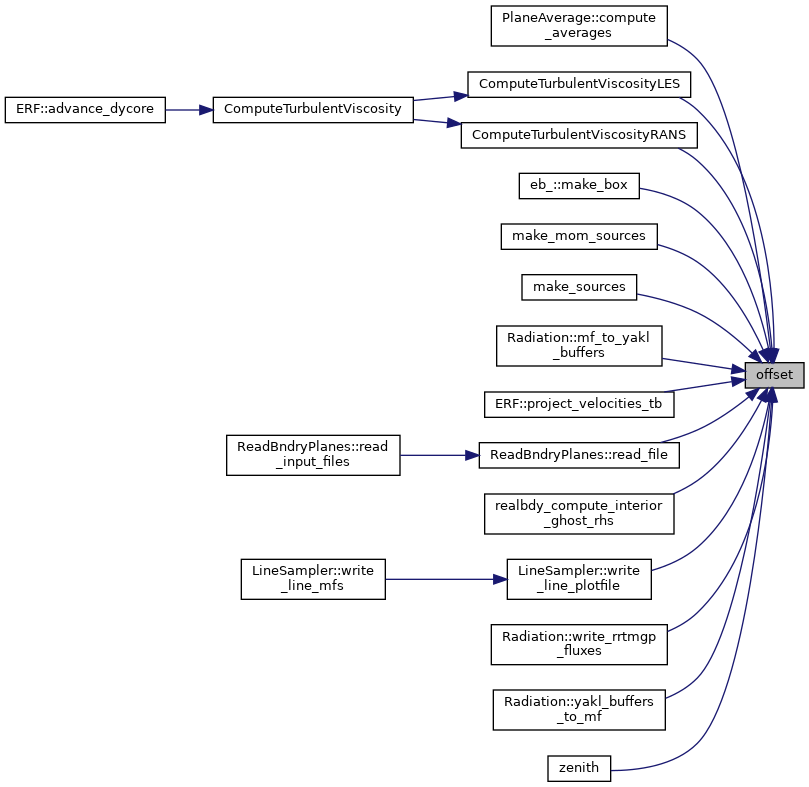 PlaneAverage::compute
_averages
ComputeTurbulentViscosityLES
ERF::advance_dycore
ComputeTurbulentViscosity
ComputeTurbulentViscosityRANS
eb_::make_box
make_mom_sources
make_sources
Radiation::mf_to_yakl
_buffers
offset
ERF::project_velocities_tb
ReadBndryPlanes::read
_input_files
ReadBndryPlanes::read_file
realbdy_compute_interior
_ghost_rhs
LineSampler::write
_line_mfs
LineSampler::write
_line_plotfile
Radiation::write_rrtmgp
_fluxes
Radiation::yakl_buffers
_to_mf
zenith